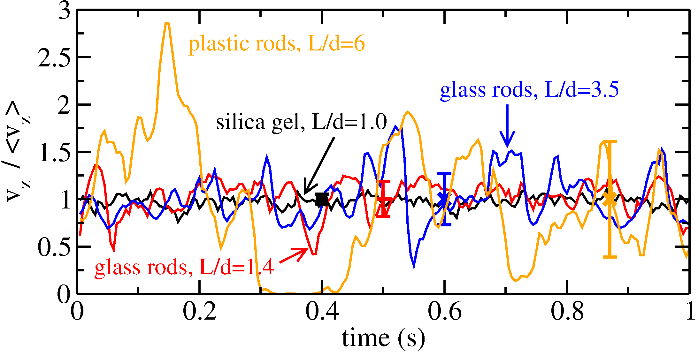 3
plastic rods, L/d=6
2.5
2
glass rods, L/d=3.5
silica gel, L/d=1.0
1.5
v_z / <v_z>
1
0.5
glass rods, L/d=1.4
0
0 0.2 0.4 0.6 0.8 1
time (s)